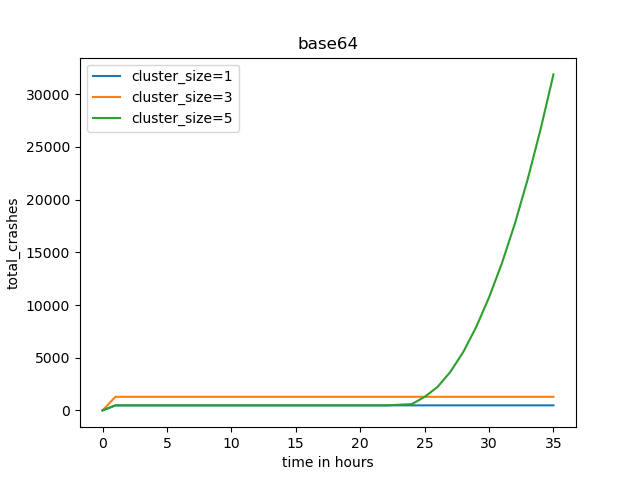 base64
cluster_size=1
cluster_size=3
cluster_size=5
30000
25000
20000
15000
10000
5000
0
total_crashes
0 5 10 15 20 25 30 35
time in hours